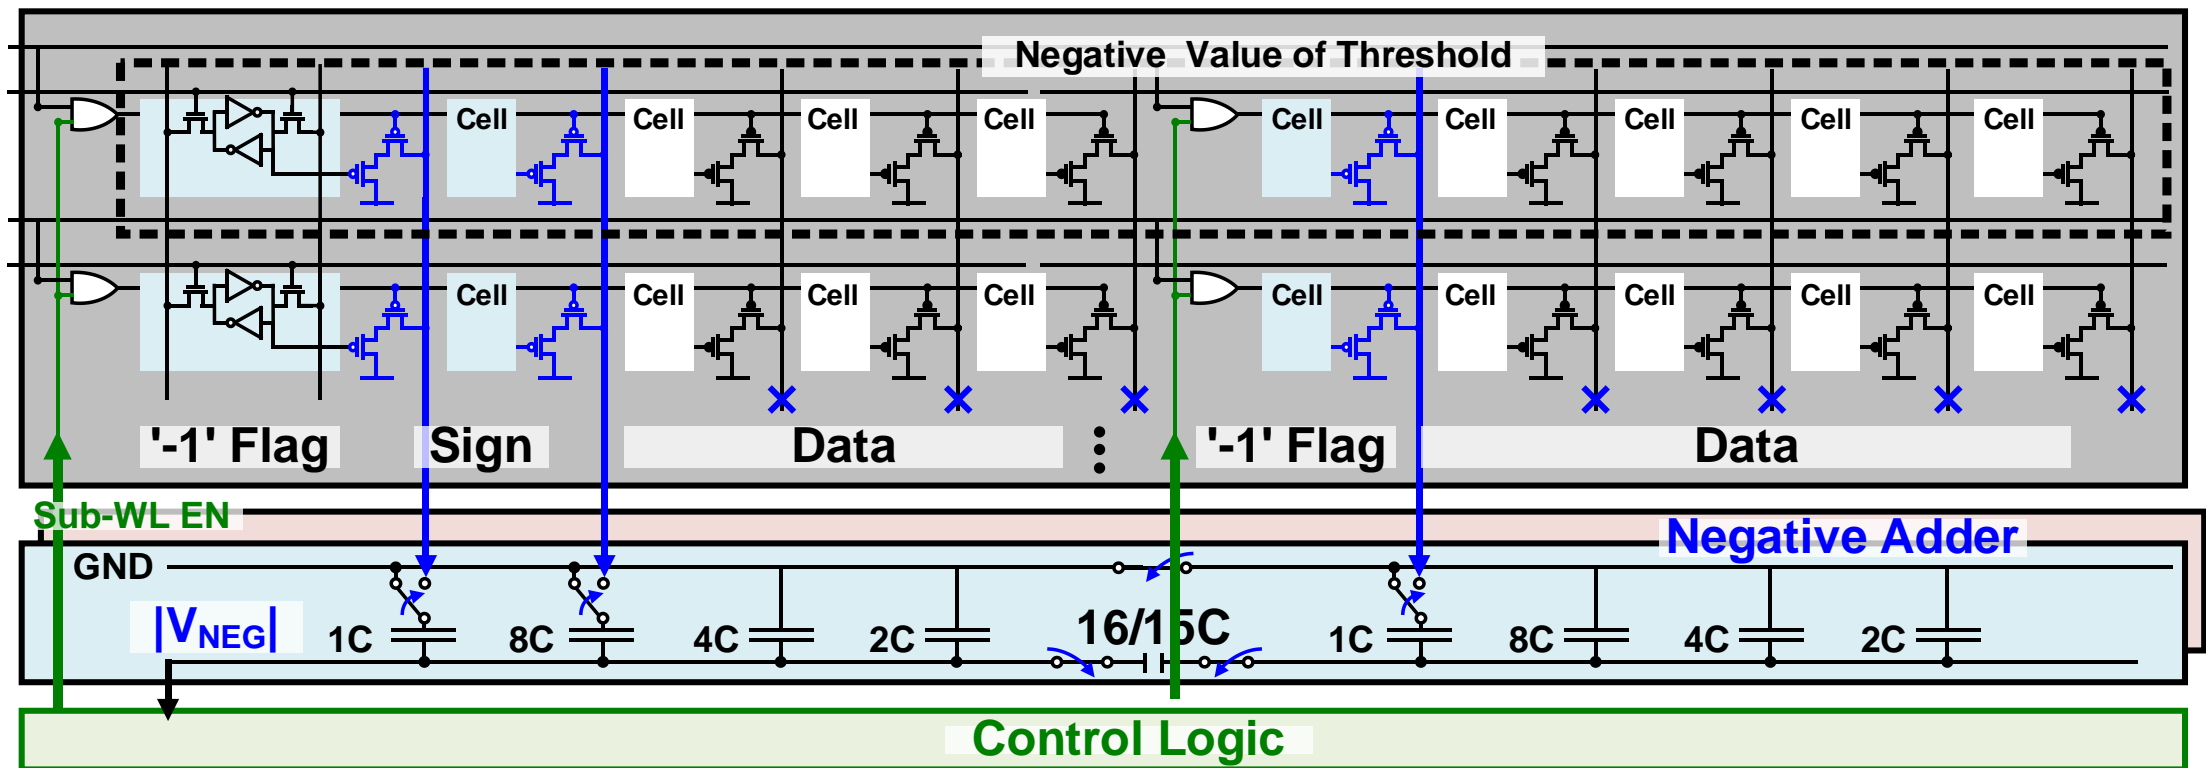 Negative Value of Threshold
Cell Cell Cell Cell Cell Cell Cell Cell Cell
Cell Cell Cell Cell Cell Cell Cell Cell Cell
'-1' Flag Sign Data ⋮ '-1' Flag Data
Sub-WL EN
Negative Adder
GND
|VNEG| 1C 8C 4C 2C 16/15C 1C 8C 4C 2C
Control Logic